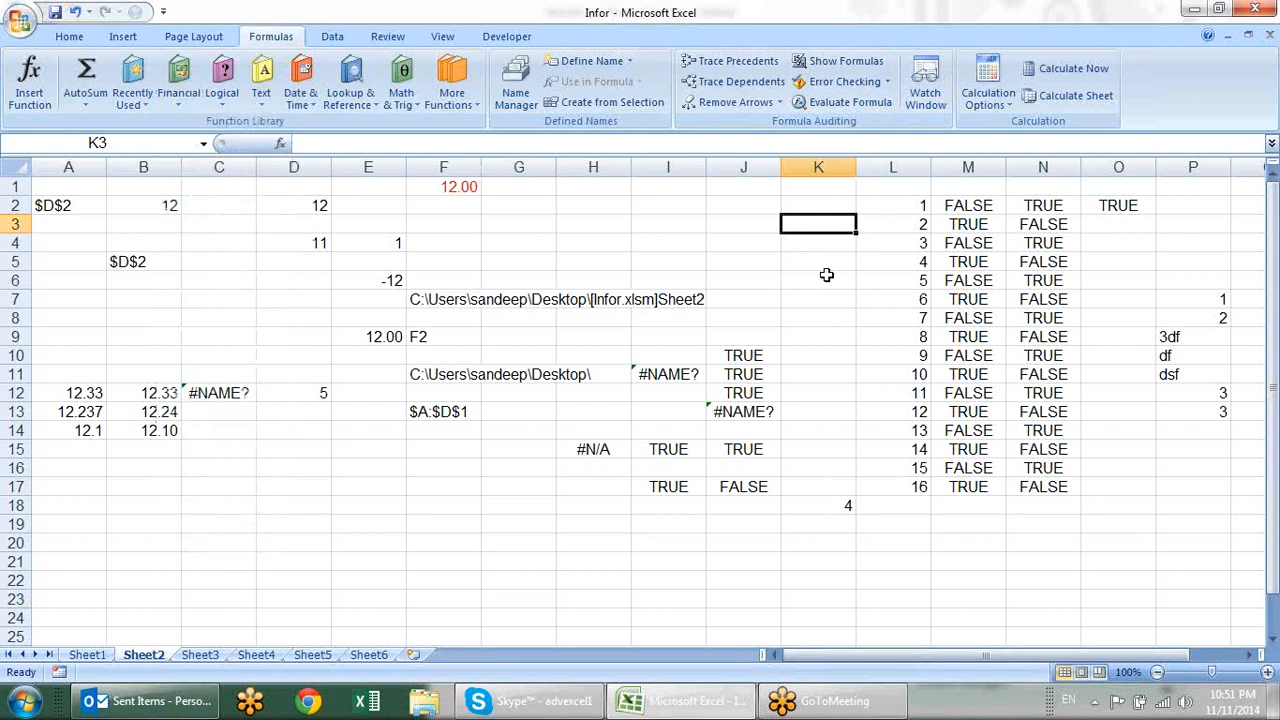 Infor - Microsoft Excel
Home Insert Page Layout Formulas Data Review View Developer
Insert Function
AutoSum
Recently Used
Financial
Logical
Text
Date & Time
Lookup & Reference
Math & Trig
More Functions
Function Library
Name Manager
Define Name
Use in Formula
Create from Selection
Defined Names
Trace Precedents
Trace Dependents
Remove Arrows
Show Formulas
Error Checking
Evaluate Formula
Formula Auditing
Watch Window
Calculation Options
Calculate Now
Calculate Sheet
Calculation
K3 fx
A B C D E F G H I J K L M N O P
1 12.00
2 $D$2 12 12 1 FALSE TRUE TRUE
3 2 TRUE FALSE
4 11 1 3 FALSE TRUE
5 $D$2 4 TRUE FALSE
6 -12 5 FALSE TRUE
7 C:\Users\sandeep\Desktop\[Infor.xlsm]Sheet2 6 TRUE FALSE 1
8 7 FALSE TRUE 2
9 12.00 F2 8 TRUE FALSE 3df
10 TRUE 9 FALSE TRUE df
11 C:\Users\sandeep\Desktop\ #NAME? TRUE 10 TRUE FALSE dsf
12 12.33 12.33 #NAME? 5 TRUE 11 FALSE TRUE 3
13 12.237 12.24 $A:$D$1 #NAME? 12 TRUE FALSE 3
14 12.1 12.10 13 FALSE TRUE
15 #N/A TRUE TRUE 14 TRUE FALSE
16 15 FALSE TRUE
17 TRUE FALSE 16 TRUE FALSE
18 4
19
20
21
22
23
24
25
Sheet1 Sheet2 Sheet3 Sheet4 Sheet5 Sheet6
Ready 100%
Sent Items - Perso... Skype™ - advexcel1 Microsoft Excel - I... GoToMeeting EN 10:51 PM
11/11/2014